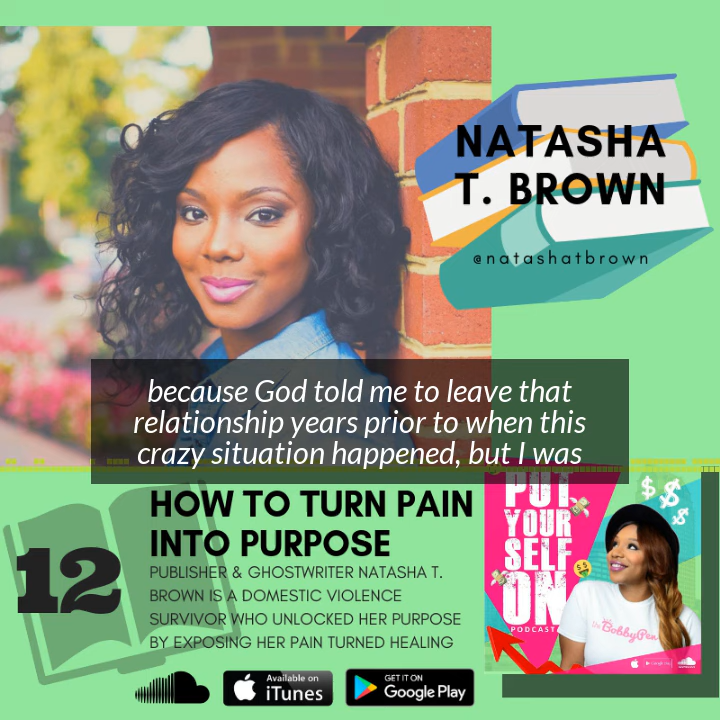 NATASHA
T. BROWN
@natashatbrown
because God told me to leave that
relationship years prior to when this
crazy situation happened, but I was
12
HOW TO TURN PAIN
INTO PURPOSE
PUBLISHER & GHOSTWRITER NATASHA T.
BROWN IS A DOMESTIC VIOLENCE
SURVIVOR WHO UNLOCKED HER PURPOSE
BY EXPOSING HER PAIN TURNED HEALING
PUT
YOUR
SELF
ON
PODCAST
BobbyPen
Available on
iTunes
GET IT ON
Google Play